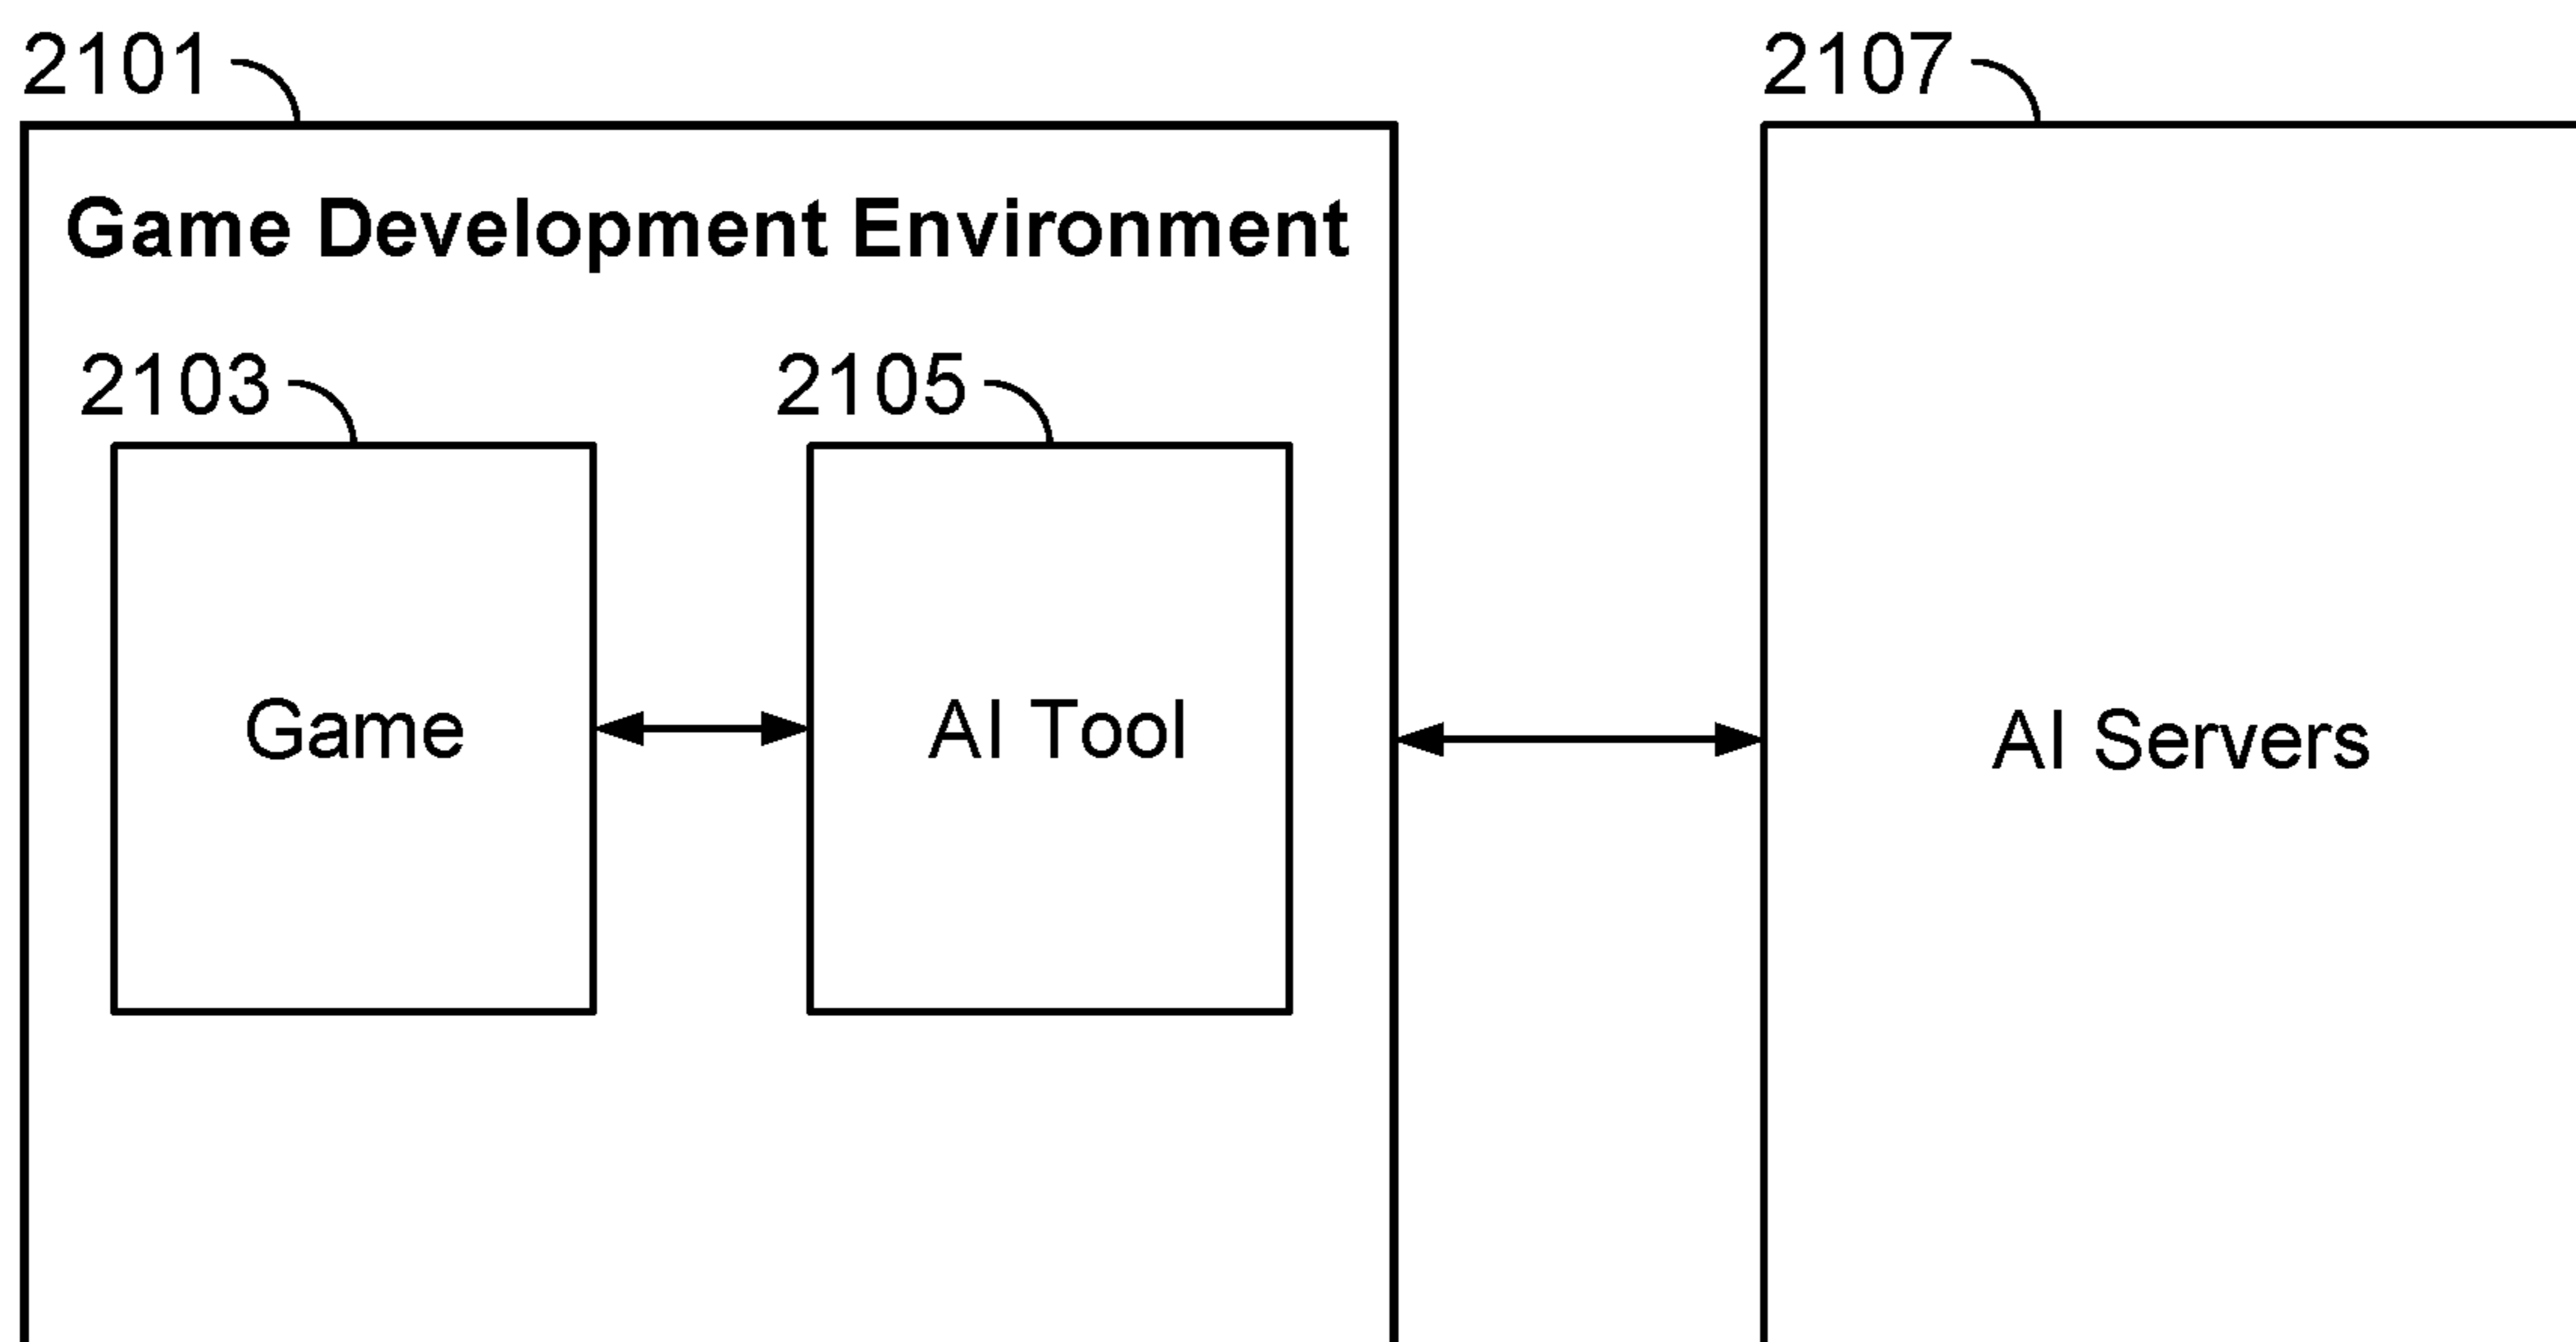 2101
2107
Game Development Environment
2103
2105
Game
AI Tool
AI Servers